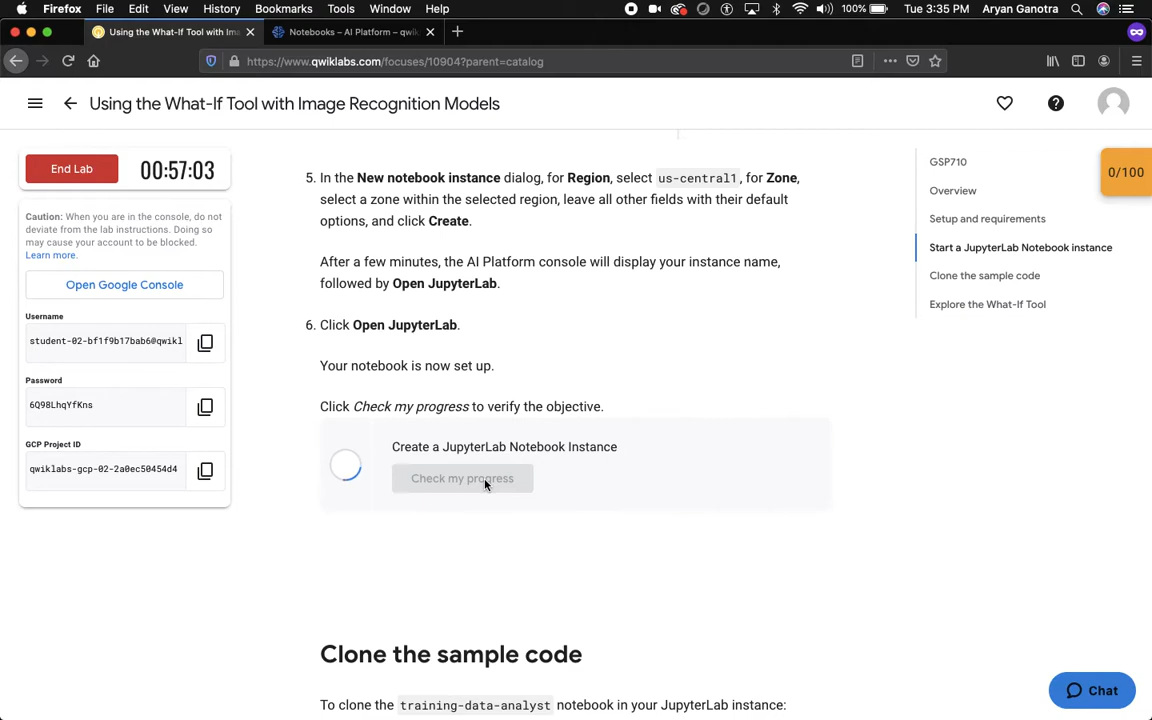 Firefox File Edit View History Bookmarks Tools Window Help 100% Tue 3:35 PM Aryan Ganotra
Using the What-If Tool with Ima Notebooks – AI Platform – qwik
https://www.qwiklabs.com/focuses/10904?parent=catalog
Using the What-If Tool with Image Recognition Models
End Lab 00:57:03
Caution: When you are in the console, do not
deviate from the lab instructions. Doing so
may cause your account to be blocked.
Learn more.
Open Google Console
Username
student-02-bf1f9b17bab6@qwikl
Password
6Q98LhqYfKns
GCP Project ID
qwiklabs-gcp-02-2a0ec50454d4
5. In the New notebook instance dialog, for Region, select us-central1, for Zone,
select a zone within the selected region, leave all other fields with their default
options, and click Create.
After a few minutes, the AI Platform console will display your instance name,
followed by Open JupyterLab.
6. Click Open JupyterLab.
Your notebook is now set up.
Click Check my progress to verify the objective.
Create a JupyterLab Notebook Instance
Check my progress
Clone the sample code
To clone the training-data-analyst notebook in your JupyterLab instance:
GSP710
Overview
Setup and requirements
Start a JupyterLab Notebook instance
Clone the sample code
Explore the What-If Tool
0/100
Chat